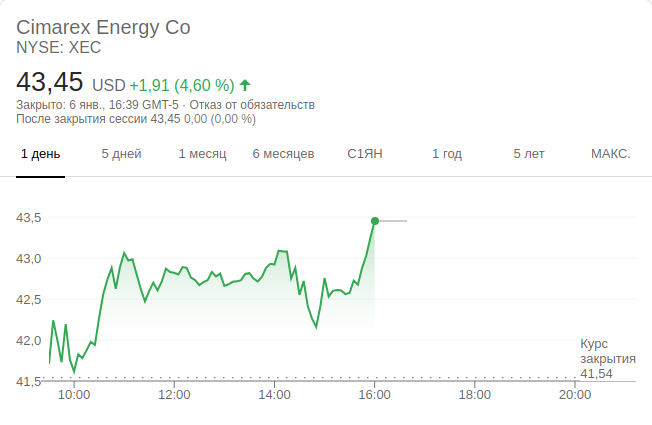 Cimarex Energy Co
NYSE: XEC
43,45 USD +1,91 (4,60 %)
Закрыто: 6 янв., 16:39 GMT-5 · Отказ от обязательств
После закрытия сессии 43,45 0,00 (0,00 %)
1 день 5 дней 1 месяц 6 месяцев С1ЯН 1 год 5 лет МАКС.
43,5
43,0
42,5
42,0
Курс
закрытия
41,54
41,5
10:00 12:00 14:00 16:00 18:00 20:00